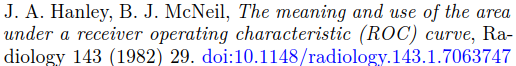 J. A. Hanley, B. J. McNeil, The meaning and use of the area
under a receiver operating characteristic (ROC) curve, Ra-
diology 143 (1982) 29. doi:10.1148/radiology.143.1.7063747